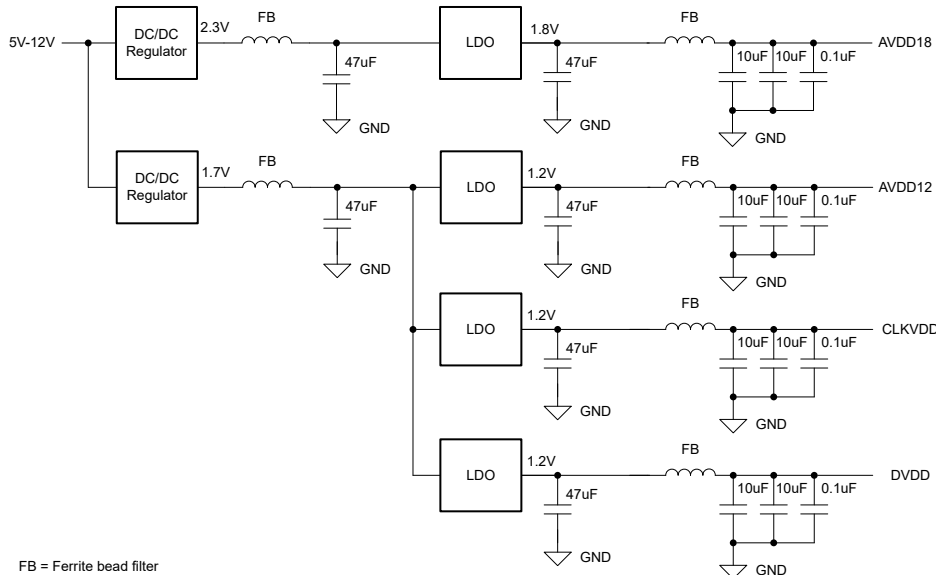 5V-12V
DC/DC
Regulator
2.3V
FB
47uF
GND
LDO
1.8V
47uF
GND
FB
10uF
10uF
0.1uF
GND
AVDD18
DC/DC
Regulator
1.7V
FB
47uF
GND
LDO
1.2V
47uF
GND
FB
10uF
10uF
0.1uF
GND
AVDD12
LDO
1.2V
47uF
GND
FB
10uF
10uF
0.1uF
GND
CLKVDD
LDO
1.2V
47uF
GND
FB
10uF
10uF
0.1uF
GND
DVDD
FB = Ferrite bead filter